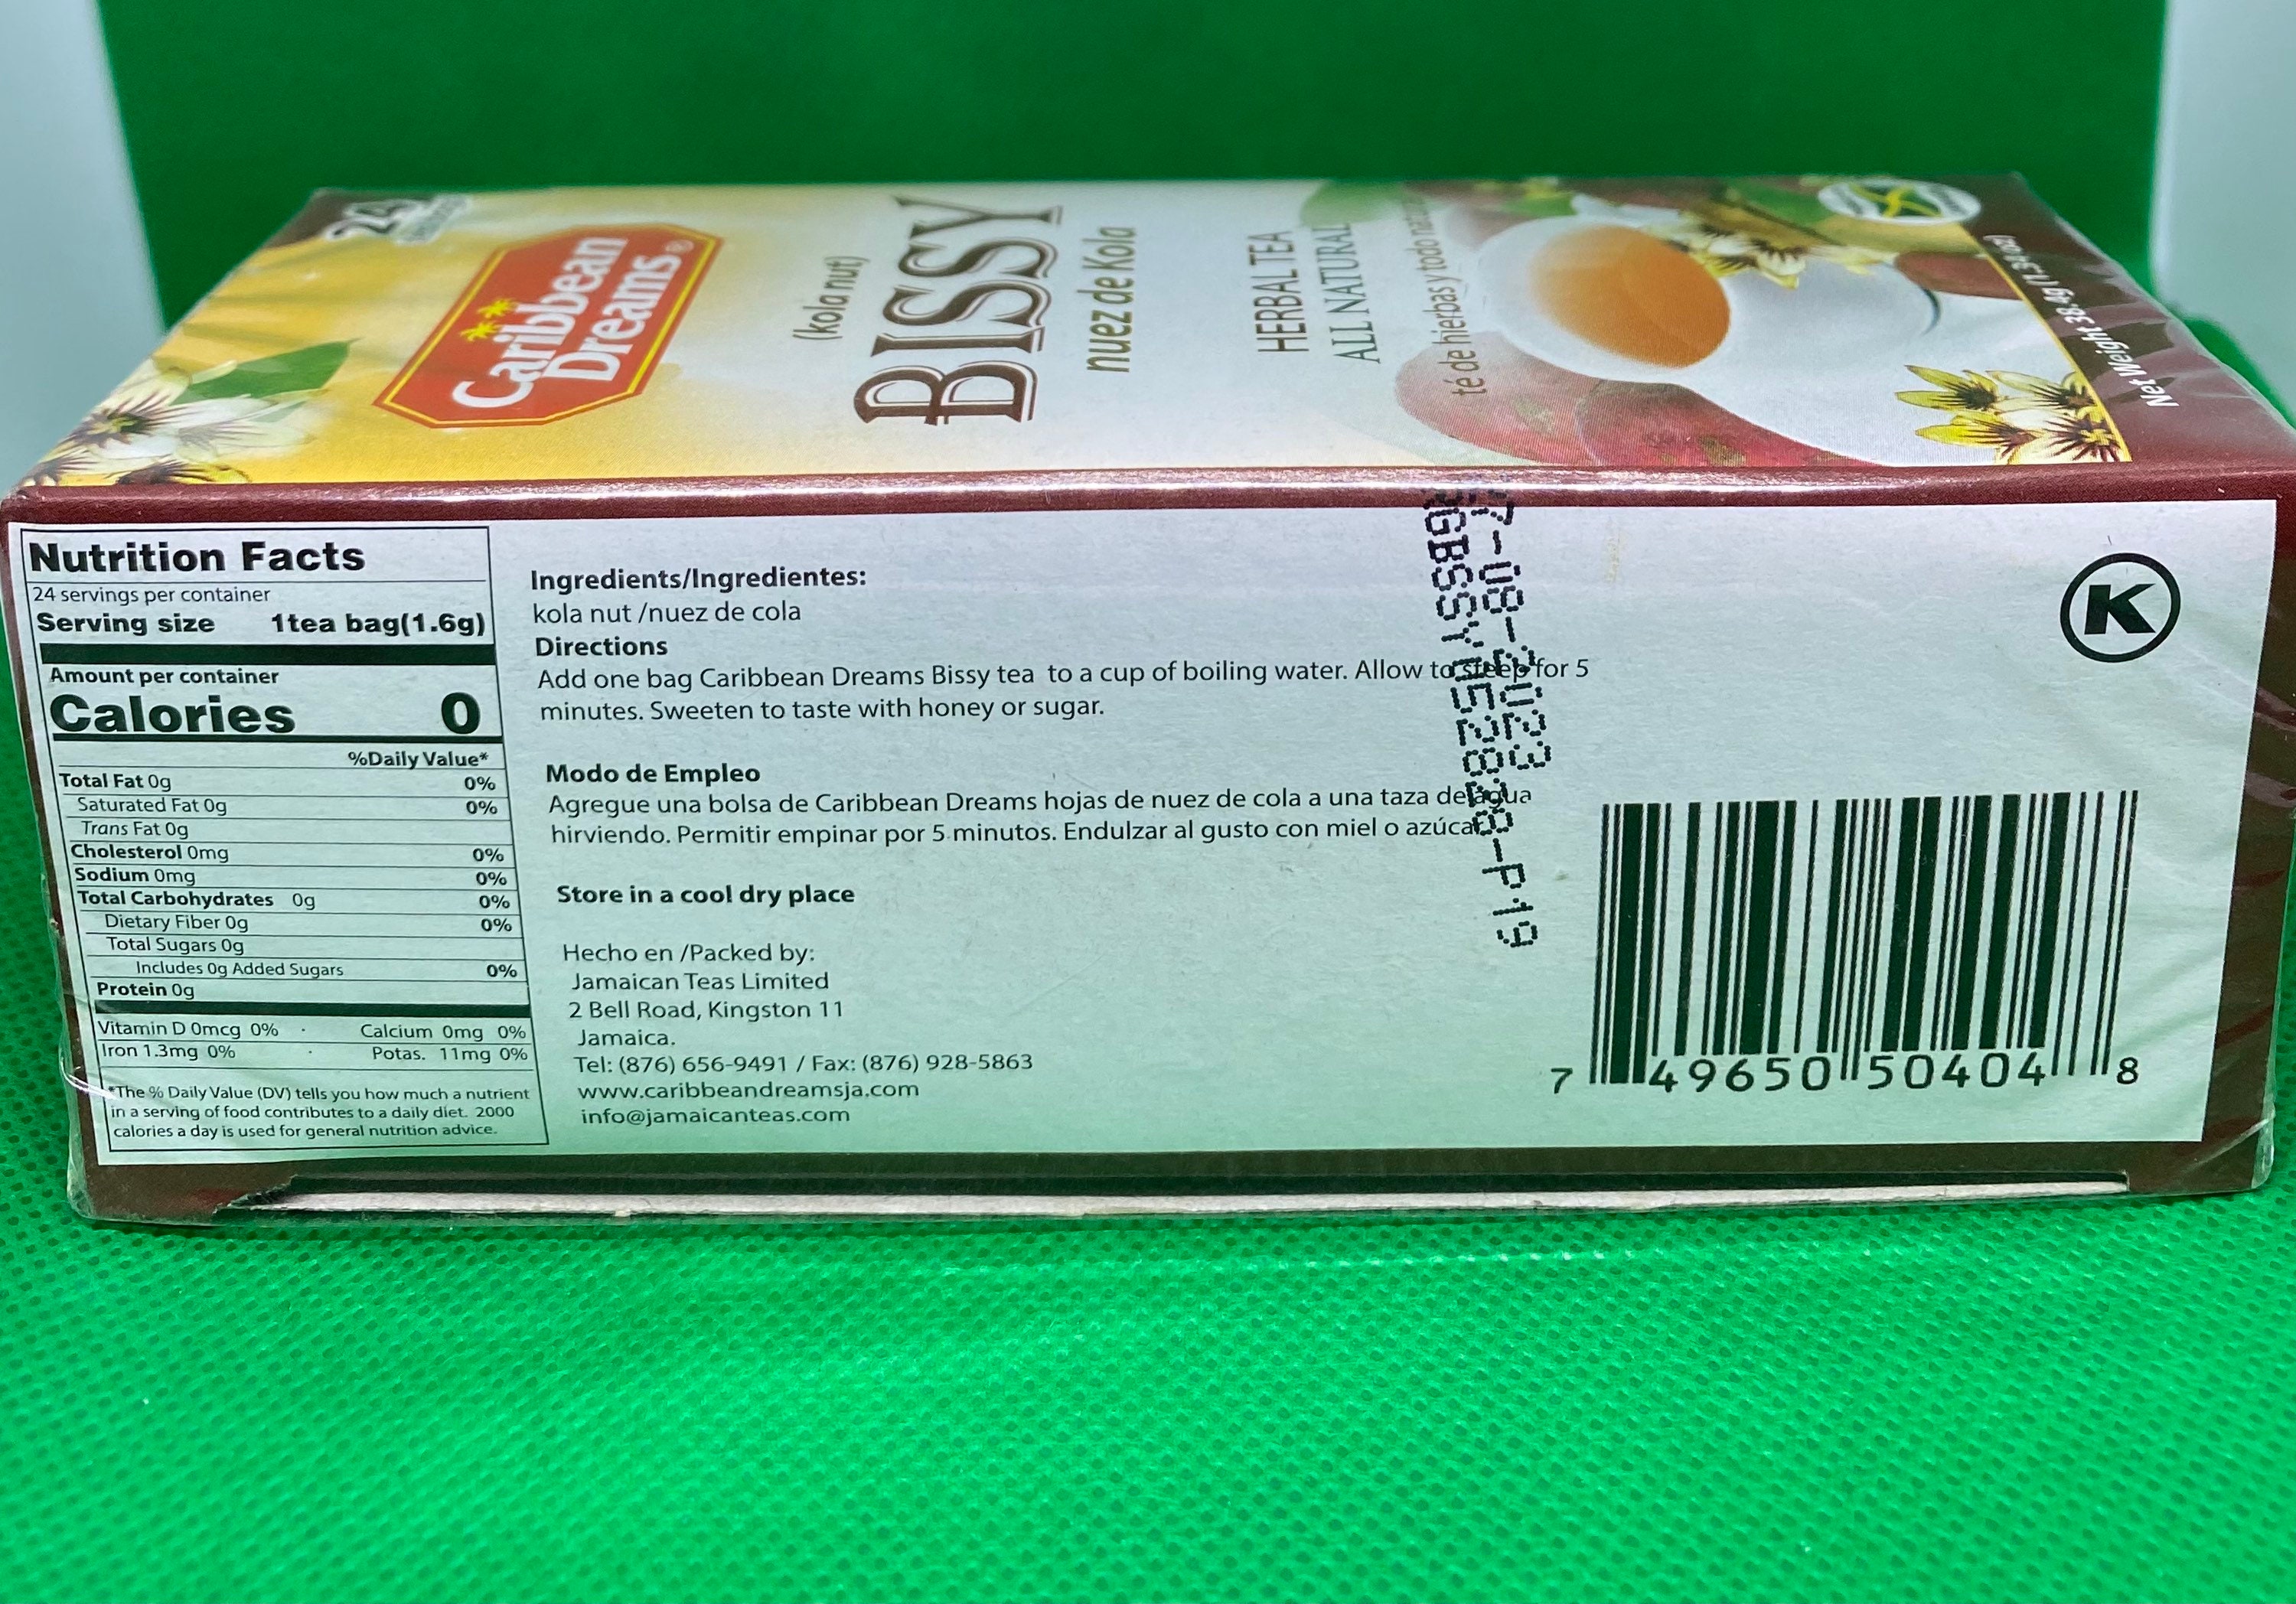 Caribbean
Dreams®
(kola nut)
BISSY
nuez de Kola
HERBAL TEA
ALL NATURAL
té de hierbas y todo natural
Net Weight 38.4g (1.34oz)
24
Nutrition Facts
24 servings per container
Serving size 1tea bag(1.6g)
Amount per container
Calories 0
%Daily Value*
Total Fat 0g 0%
Saturated Fat 0g 0%
Trans Fat 0g
Cholesterol 0mg 0%
Sodium 0mg 0%
Total Carbohydrates 0g 0%
Dietary Fiber 0g 0%
Total Sugars 0g
Includes 0g Added Sugars 0%
Protein 0g
Vitamin D 0mcg 0% · Calcium 0mg 0%
Iron 1.3mg 0% · Potas. 11mg 0%
*The % Daily Value (DV) tells you how much a nutrient
in a serving of food contributes to a daily diet. 2000
calories a day is used for general nutrition advice.
Ingredients/Ingredientes:
kola nut /nuez de cola
Directions
Add one bag Caribbean Dreams Bissy tea to a cup of boiling water. Allow to steep for 5
minutes. Sweeten to taste with honey or sugar.
Modo de Empleo
Agregue una bolsa de Caribbean Dreams hojas de nuez de cola a una taza de agua
hirviendo. Permitir empinar por 5 minutos. Endulzar al gusto con miel o azúcar
Store in a cool dry place
Hecho en /Packed by:
Jamaican Teas Limited
2 Bell Road, Kingston 11
Jamaica.
Tel: (876) 656-9491 / Fax: (876) 928-5863
www.caribbeandreamsja.com
info@jamaicanteas.com
K
7 49650 50404 8